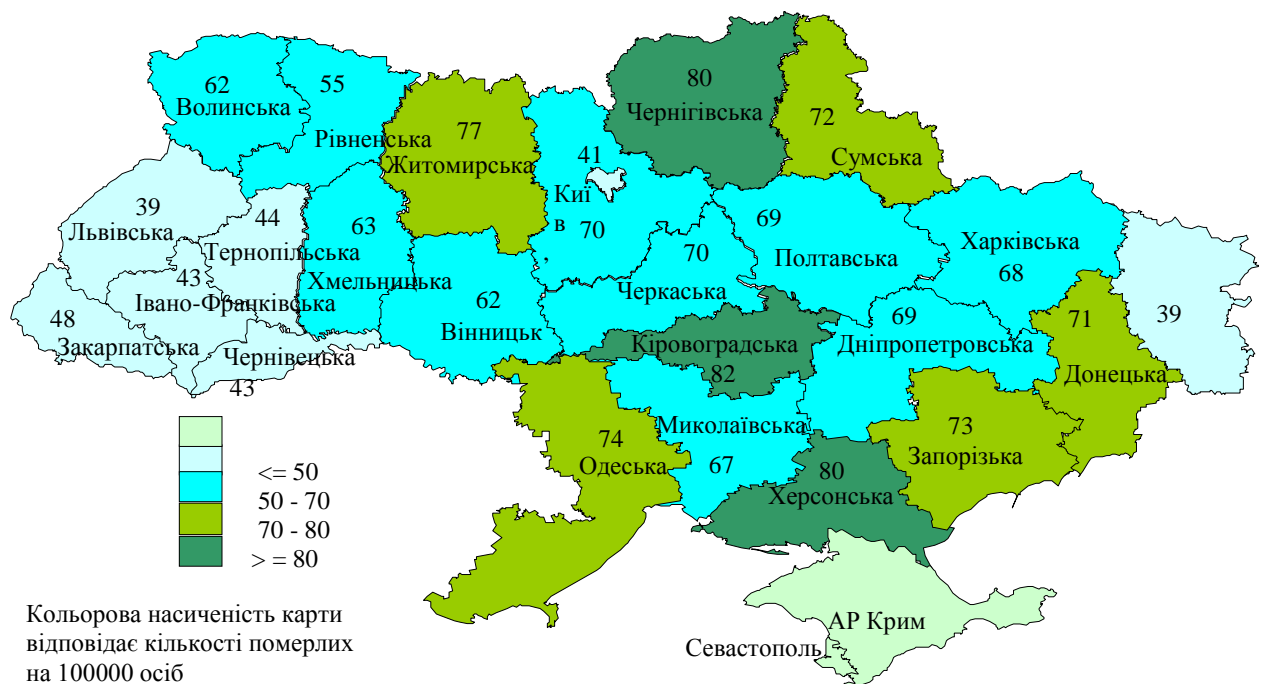 80
Чернігівська
62
Волинська
55
Рівненська
77
Житомирська
72
Сумська
41
Киї
в
,
70
39
Львівська
44
Тернопільська
63
Хмельницька
70
Черкаська
69
Полтавська
Харківська
68
43
Івано-Франківська
62
Вінницьк
69
Дніпропетровська
71
Донецька
39
48
Закарпатська
Чернівецька
43
Кіровоградська
82
Миколаївська
67
74
Одеська
73
Запорізька
80
Херсонська
<= 50
50 - 70
70 - 80
> = 80
АР Крим
Севастополь
Кольорова насиченість карти
відповідає кількості померлих
на 100000 осіб